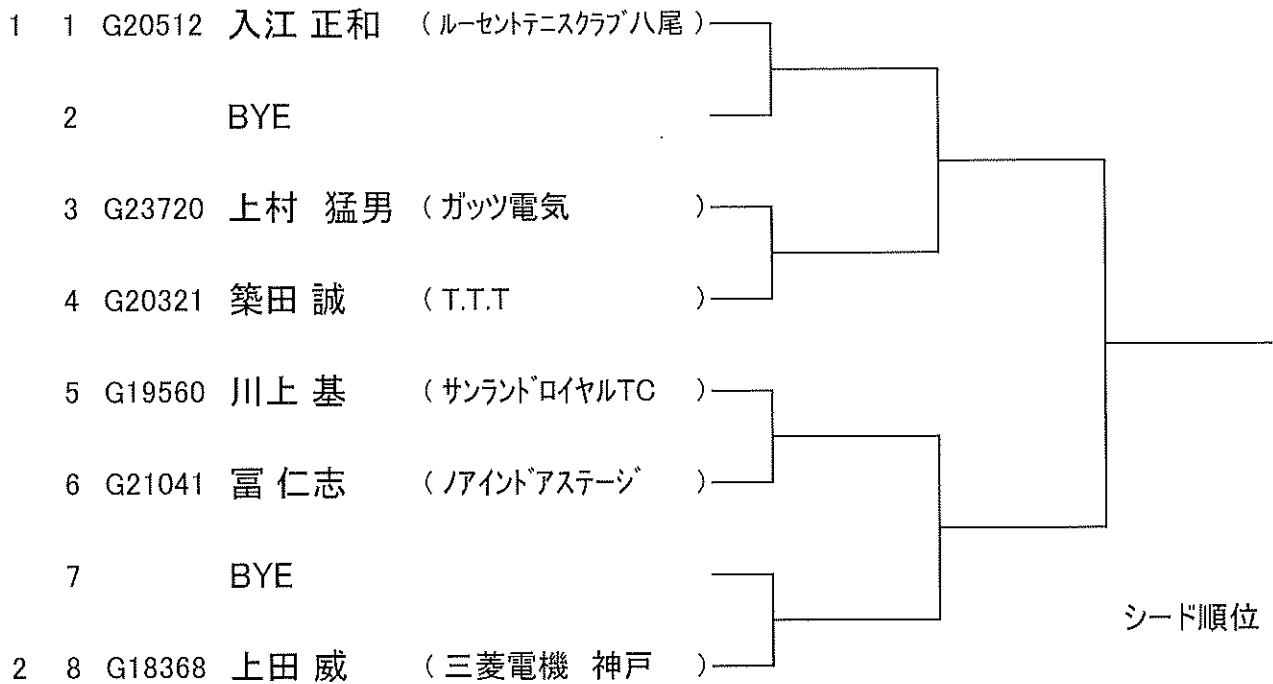 1 1 G20512 入江 正和 ( ルーセントテニスクラブ八尾 )
2 BYE
3 G23720 上村 猛男 ( ガッツ電気 )
4 G20321 築田 誠 ( T.T.T )
5 G19560 川上 基 ( サンランドロイヤルTC )
6 G21041 冨 仁志 ( ノアインドアステージ )
7 BYE
シード順位
2 8 G18368 上田 威 ( 三菱電機 神戸 )